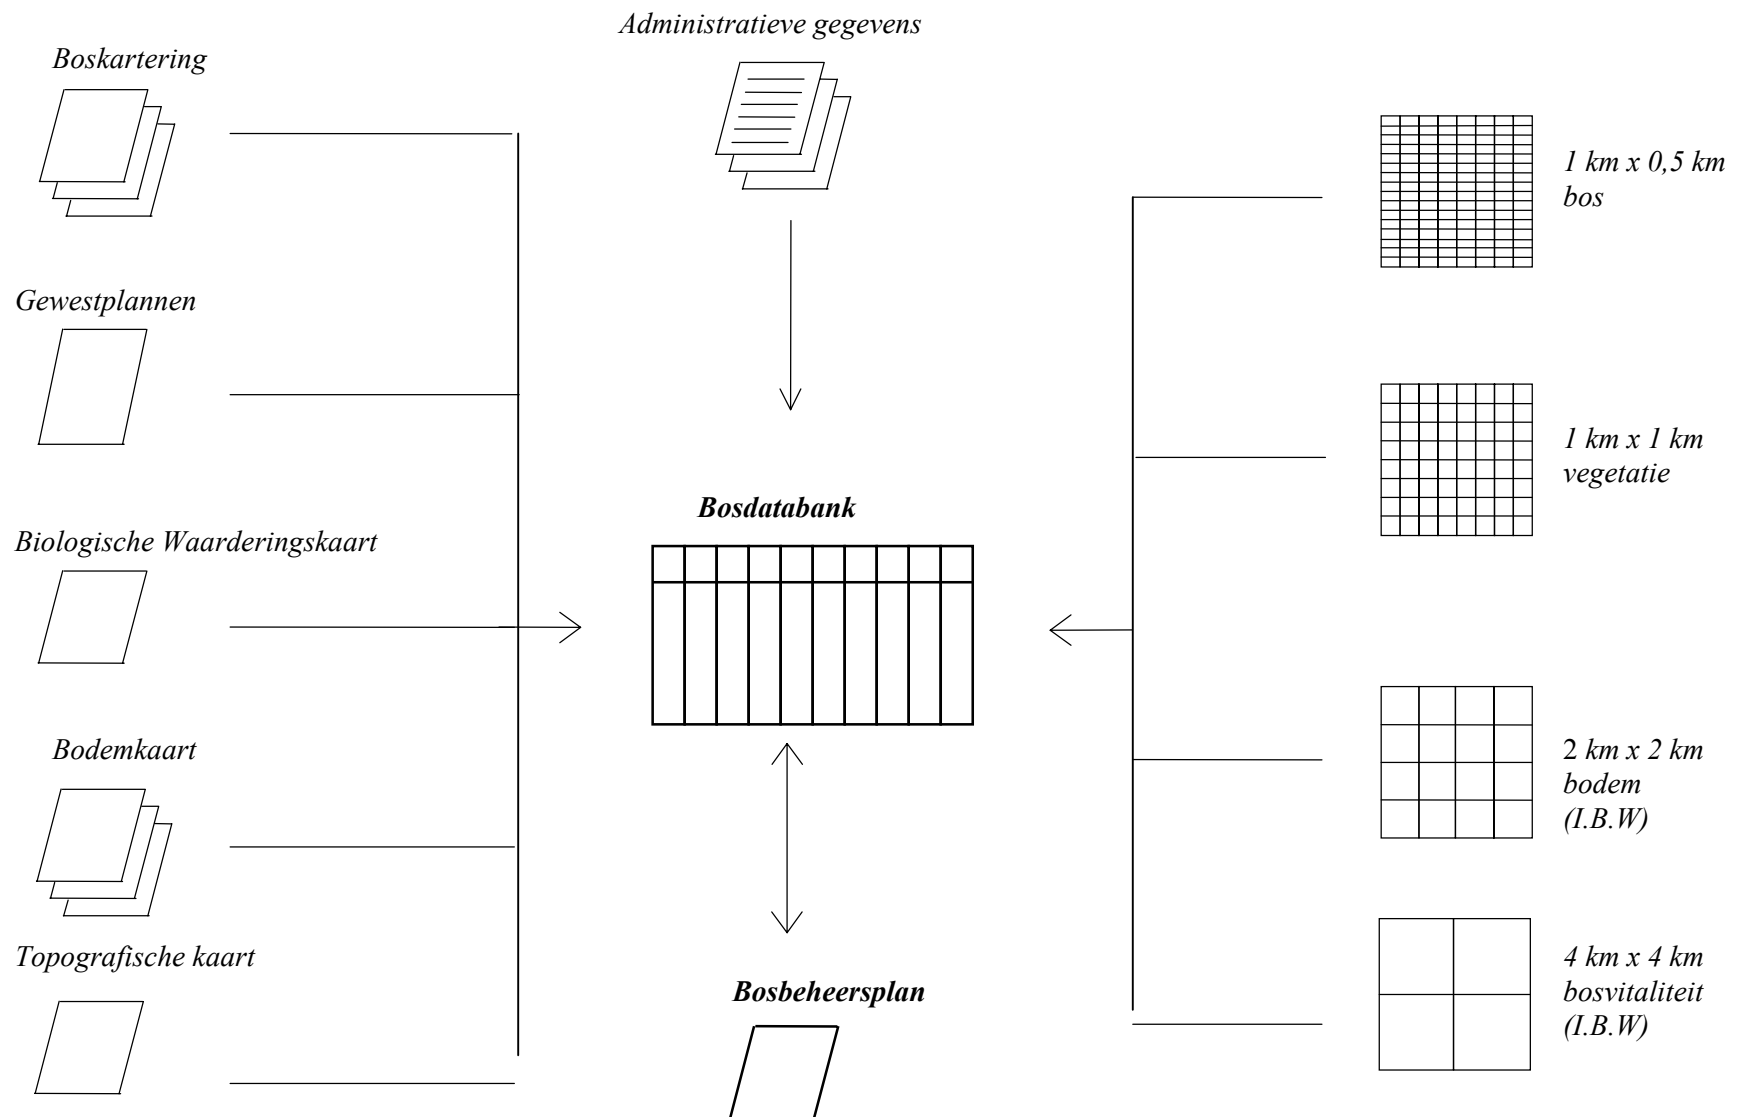 Administratieve gegevens
Boskartering
Gewestplannen
Biologische Waarderingskaart
Bodemkaart
Topografische kaart
Bosdatabank
Bosbeheersplan
1 km x 0,5 km
bos
1 km x 1 km
vegetatie
2 km x 2 km
bodem
(I.B.W)
4 km x 4 km
bosvitaliteit
(I.B.W)